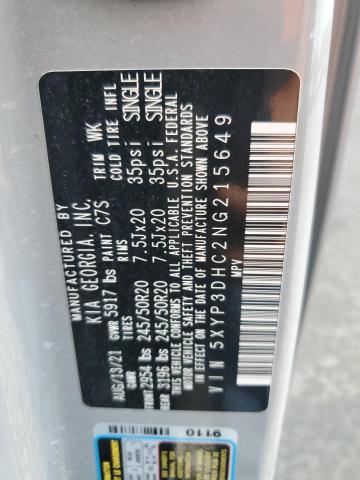 MANUFACTURED BY
KIA GEORGIA, INC.
AUG/13/21 GVWR 5917 lbs PAINT C7S TRIM WK
GAWR TIRES RIMS COLD TIRE INFL
FRONT 2954 lbs 245/50R20 7.5Jx20 35psi SINGLE
REAR 3196 lbs 245/50R20 7.5Jx20 35psi SINGLE
THIS VEHICLE CONFORMS TO ALL APPLICABLE U.S.A. FEDERAL
MOTOR VEHICLE SAFETY AND THEFT PREVENTION STANDARDS
IN EFFECT ON THE DATE OF MANUFACTURE SHOWN ABOVE
VIN 5XYP3DHC2NG215649
MPV
9110